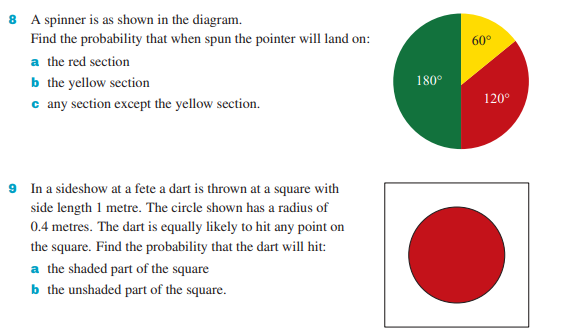 8 A spinner is as shown in the diagram.
Find the probability that when spun the pointer will land on:
a the red section
b the yellow section
c any section except the yellow section.
60°
180°
120°
9 In a sideshow at a fete a dart is thrown at a square with
side length 1 metre. The circle shown has a radius of
0.4 metres. The dart is equally likely to hit any point on
the square. Find the probability that the dart will hit:
a the shaded part of the square
b the unshaded part of the square.